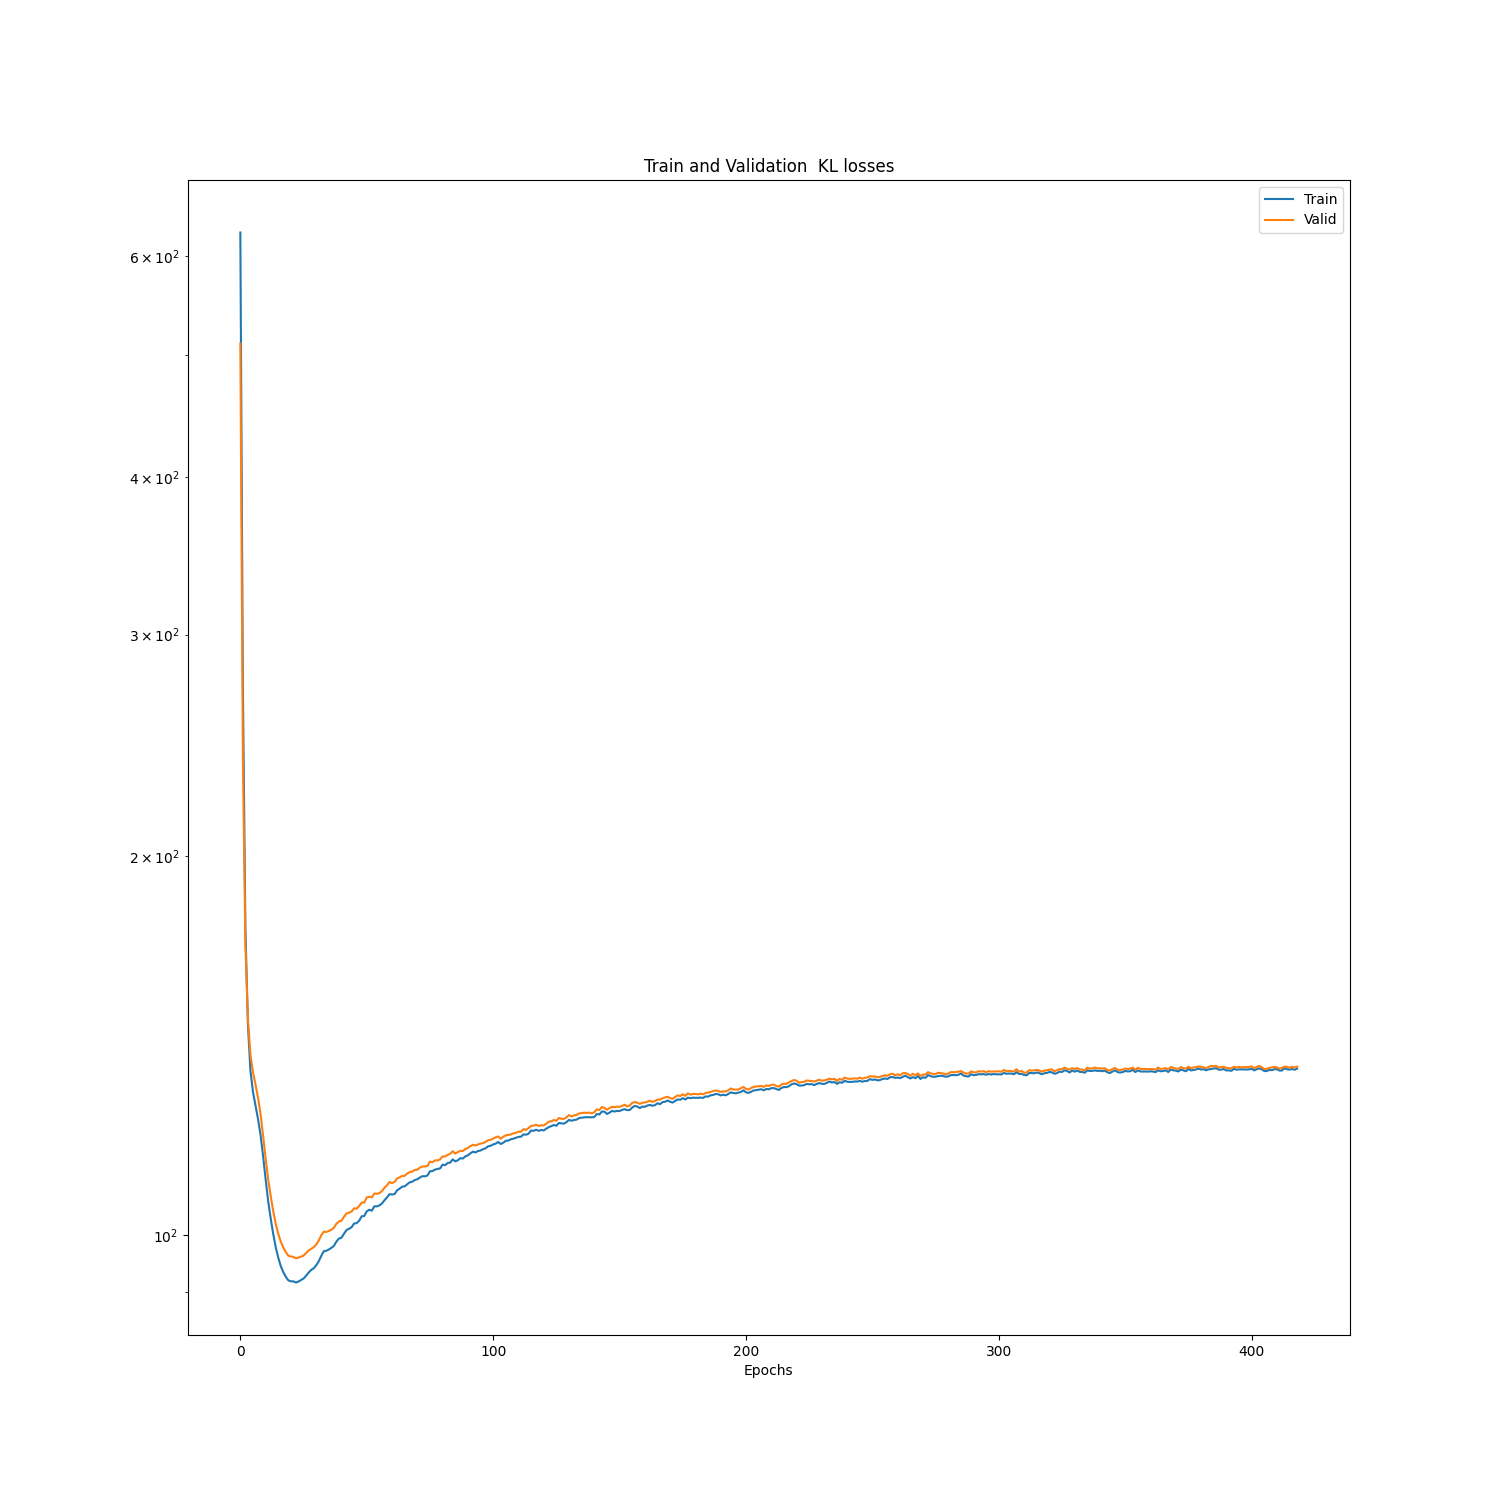 Train and Validation  KL losses
Train
Valid
6 × 10²
4 × 10²
3 × 10²
2 × 10²
10²
0 100 200 300 400
Epochs